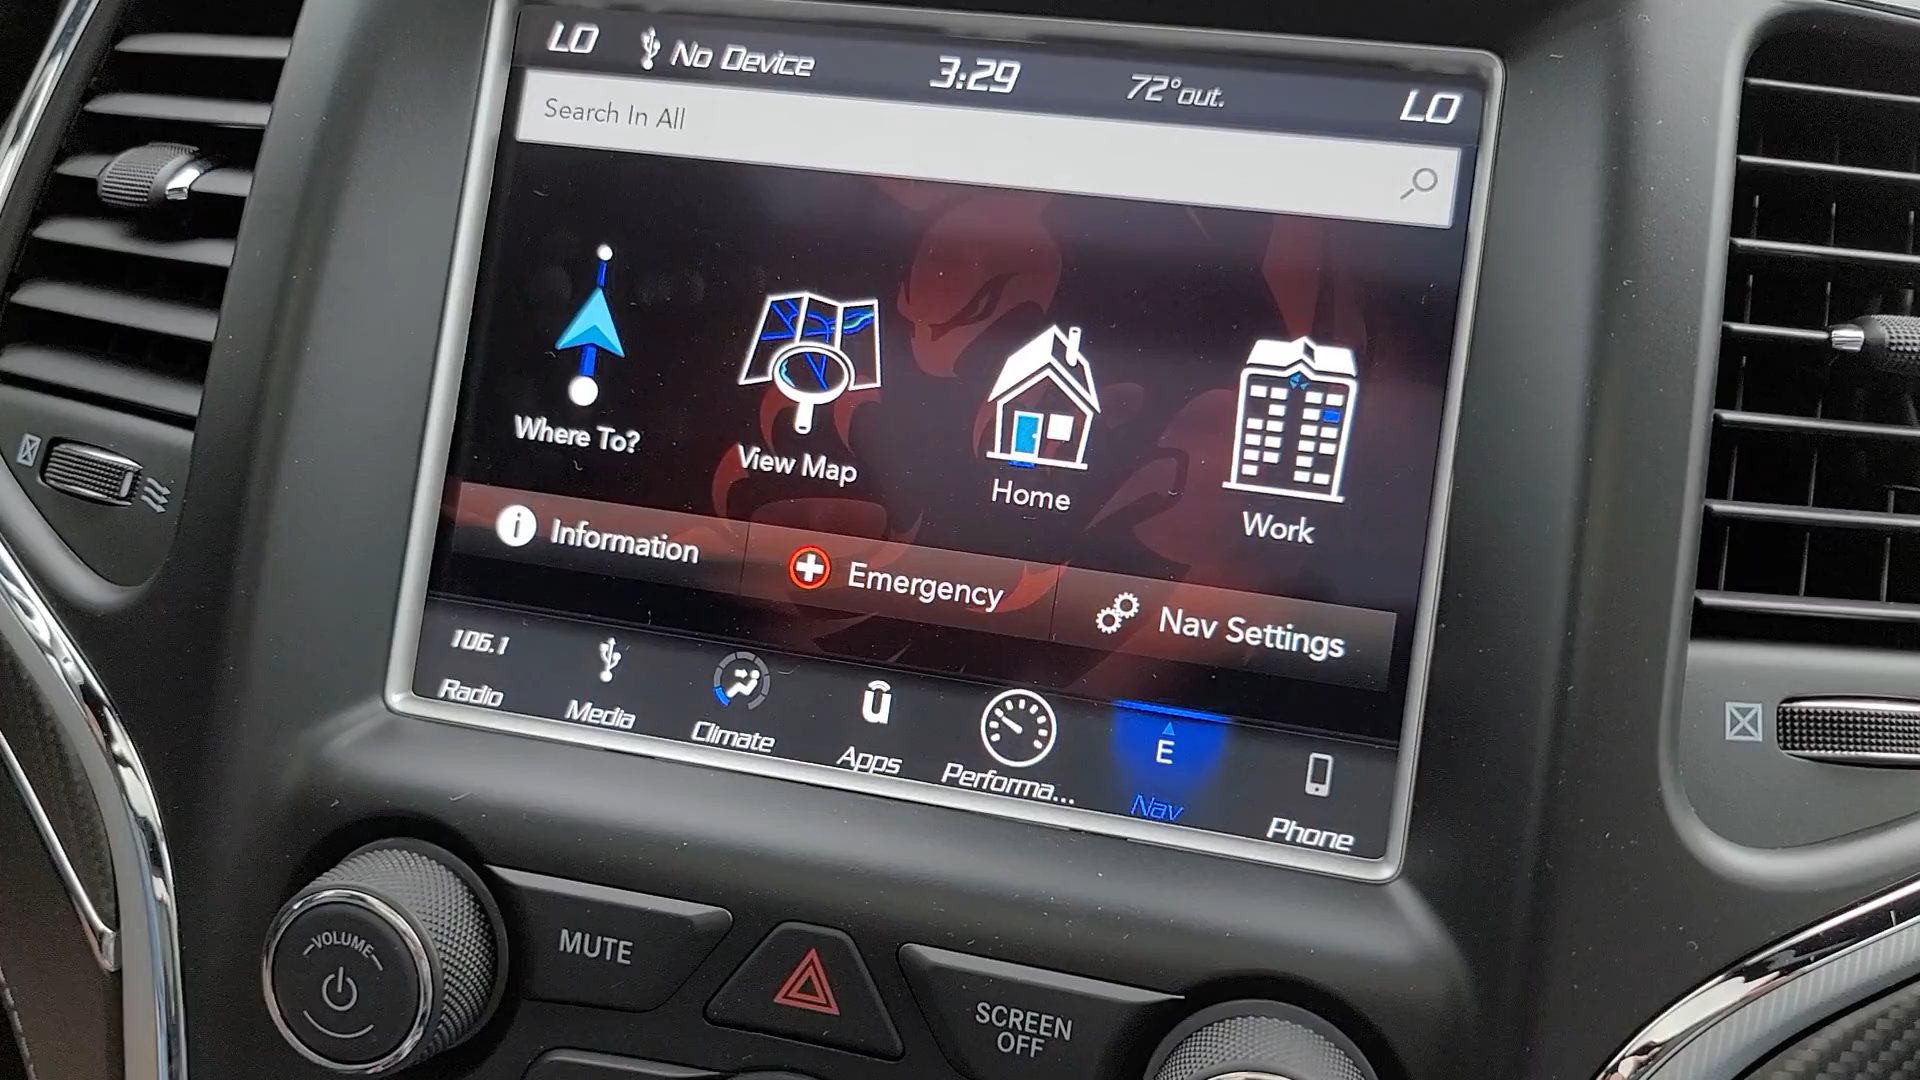 LO No Device 3:29 72°out. LO
Search In All
Where To? View Map Home Work
Information Emergency Nav Settings
106.1 E
Radio Media Climate Apps Performa... Nav Phone
VOLUME MUTE SCREEN OFF